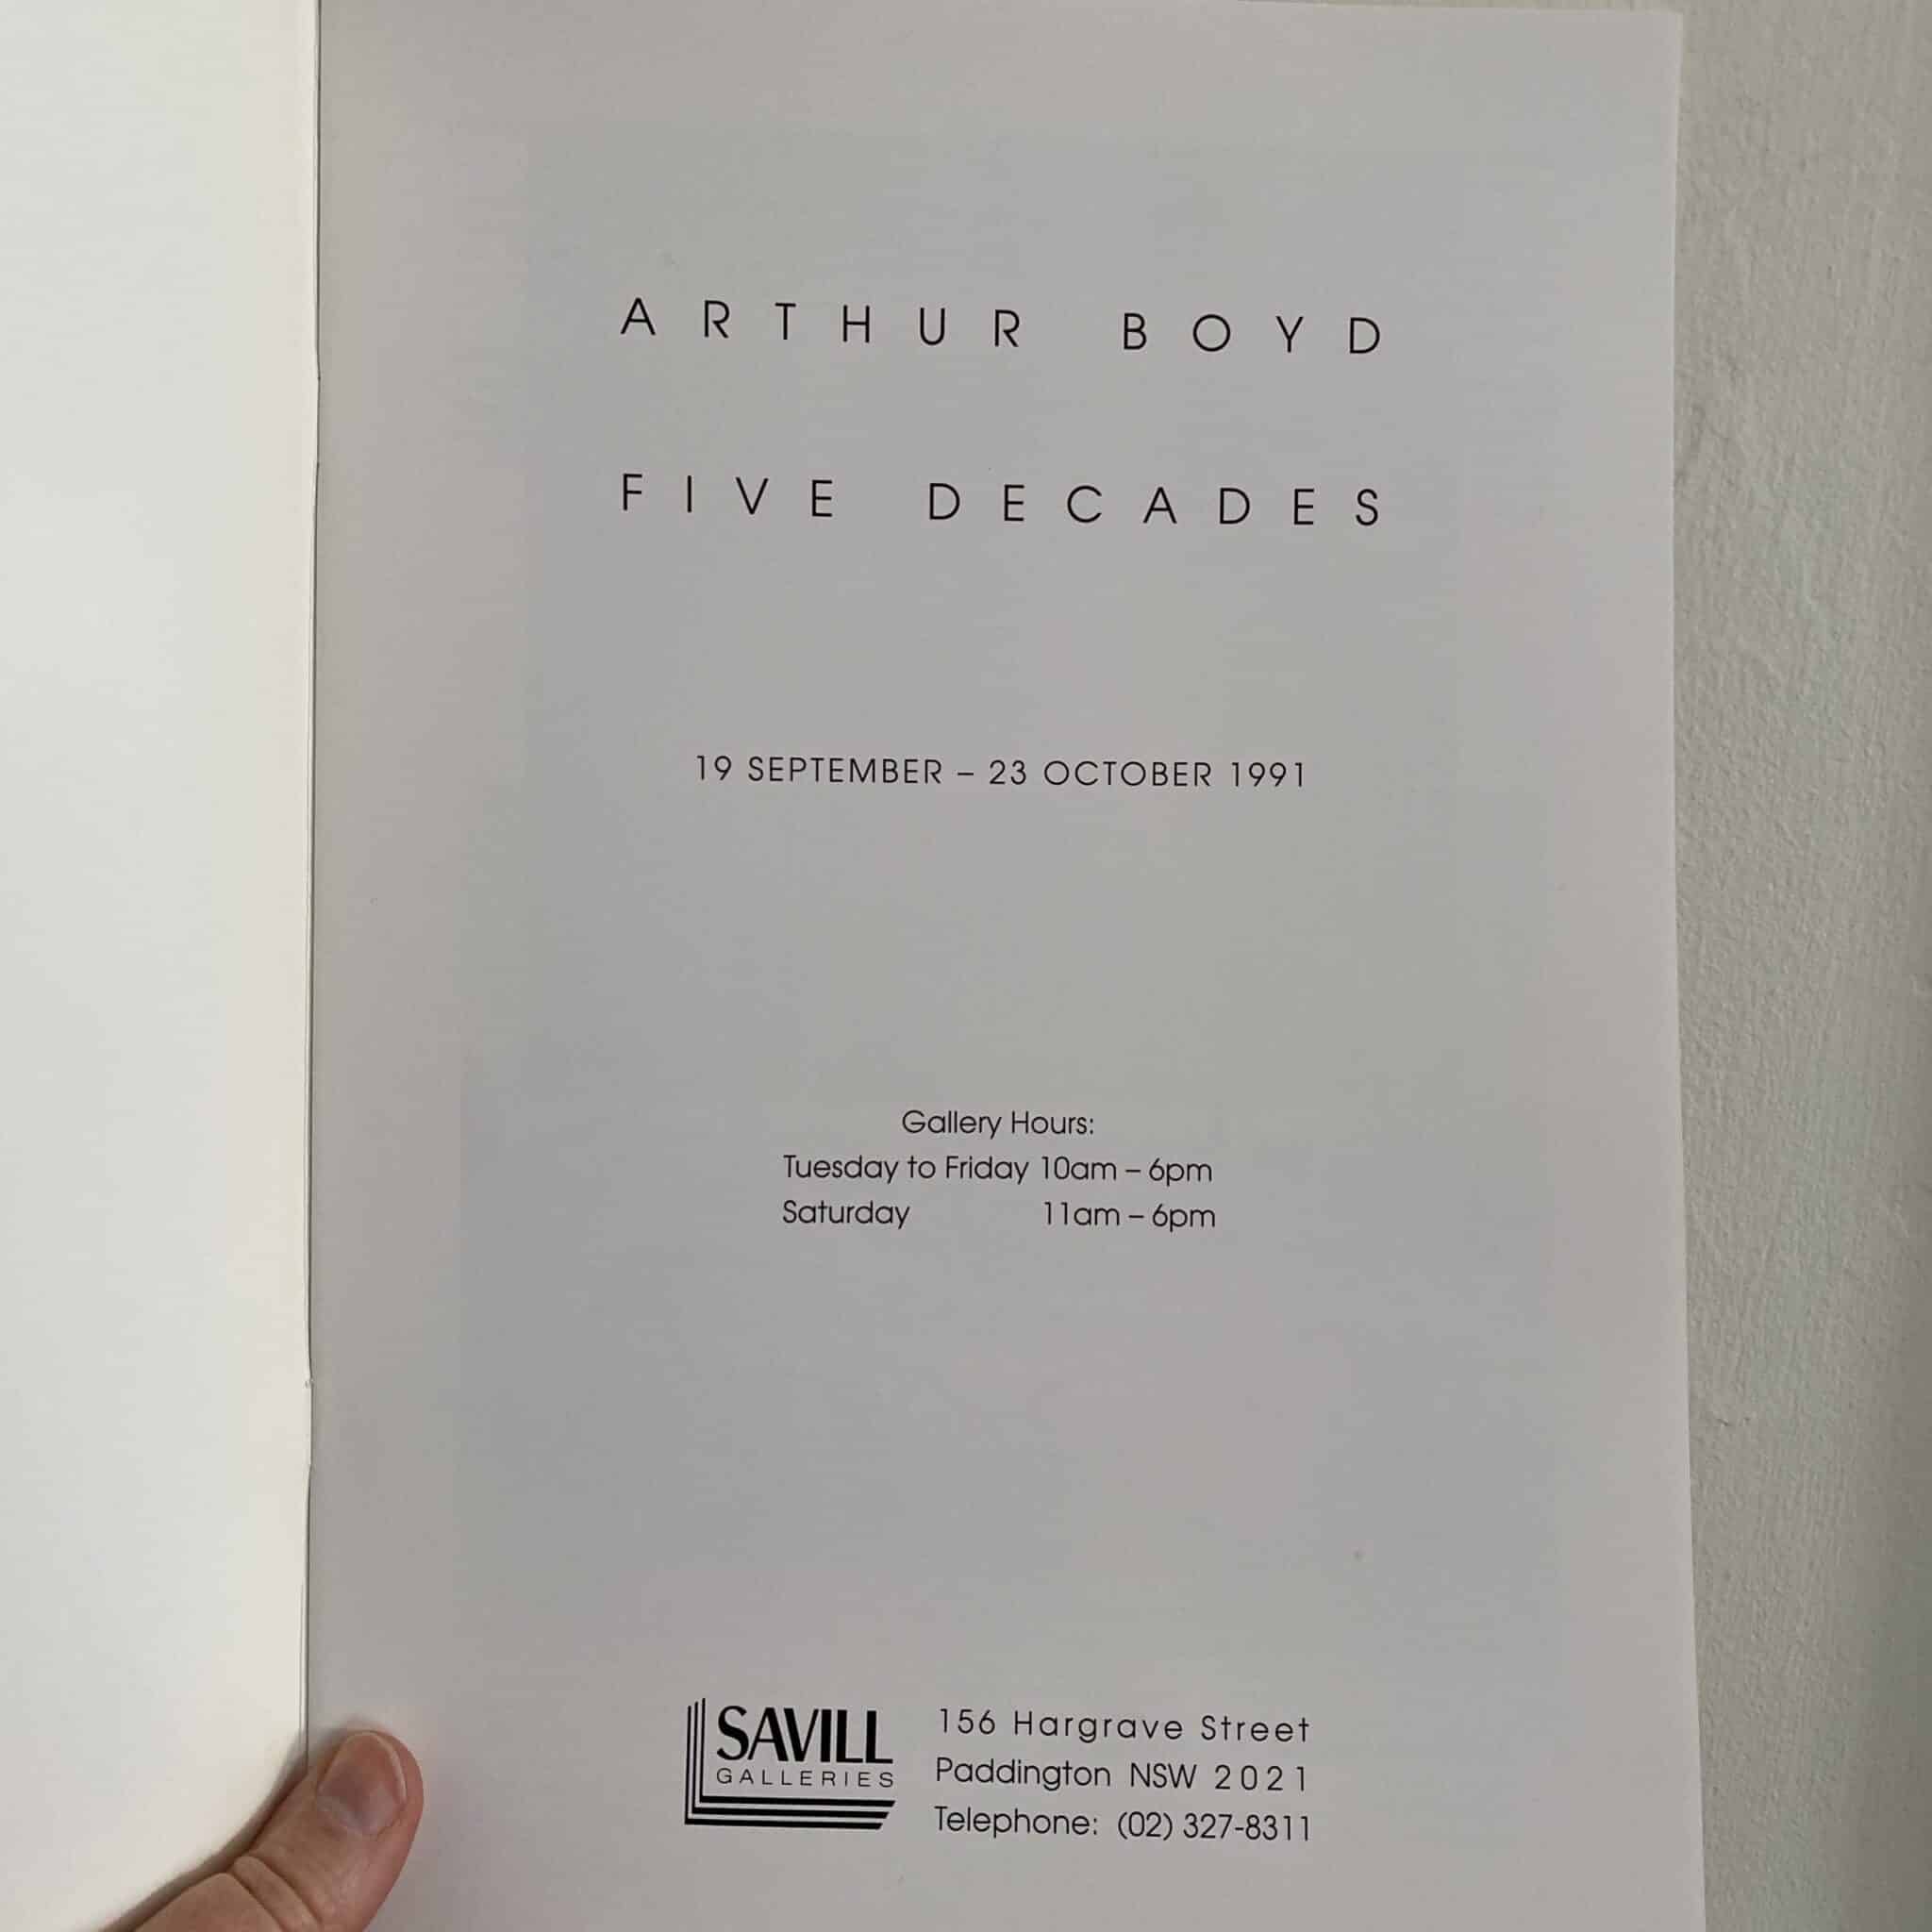 ARTHUR BOYD
FIVE DECADES
19 SEPTEMBER – 23 OCTOBER 1991
Gallery Hours:
Tuesday to Friday 10am – 6pm
Saturday 11am – 6pm
SAVILL
GALLERIES
156 Hargrave Street
Paddington NSW 2021
Telephone: (02) 327-8311